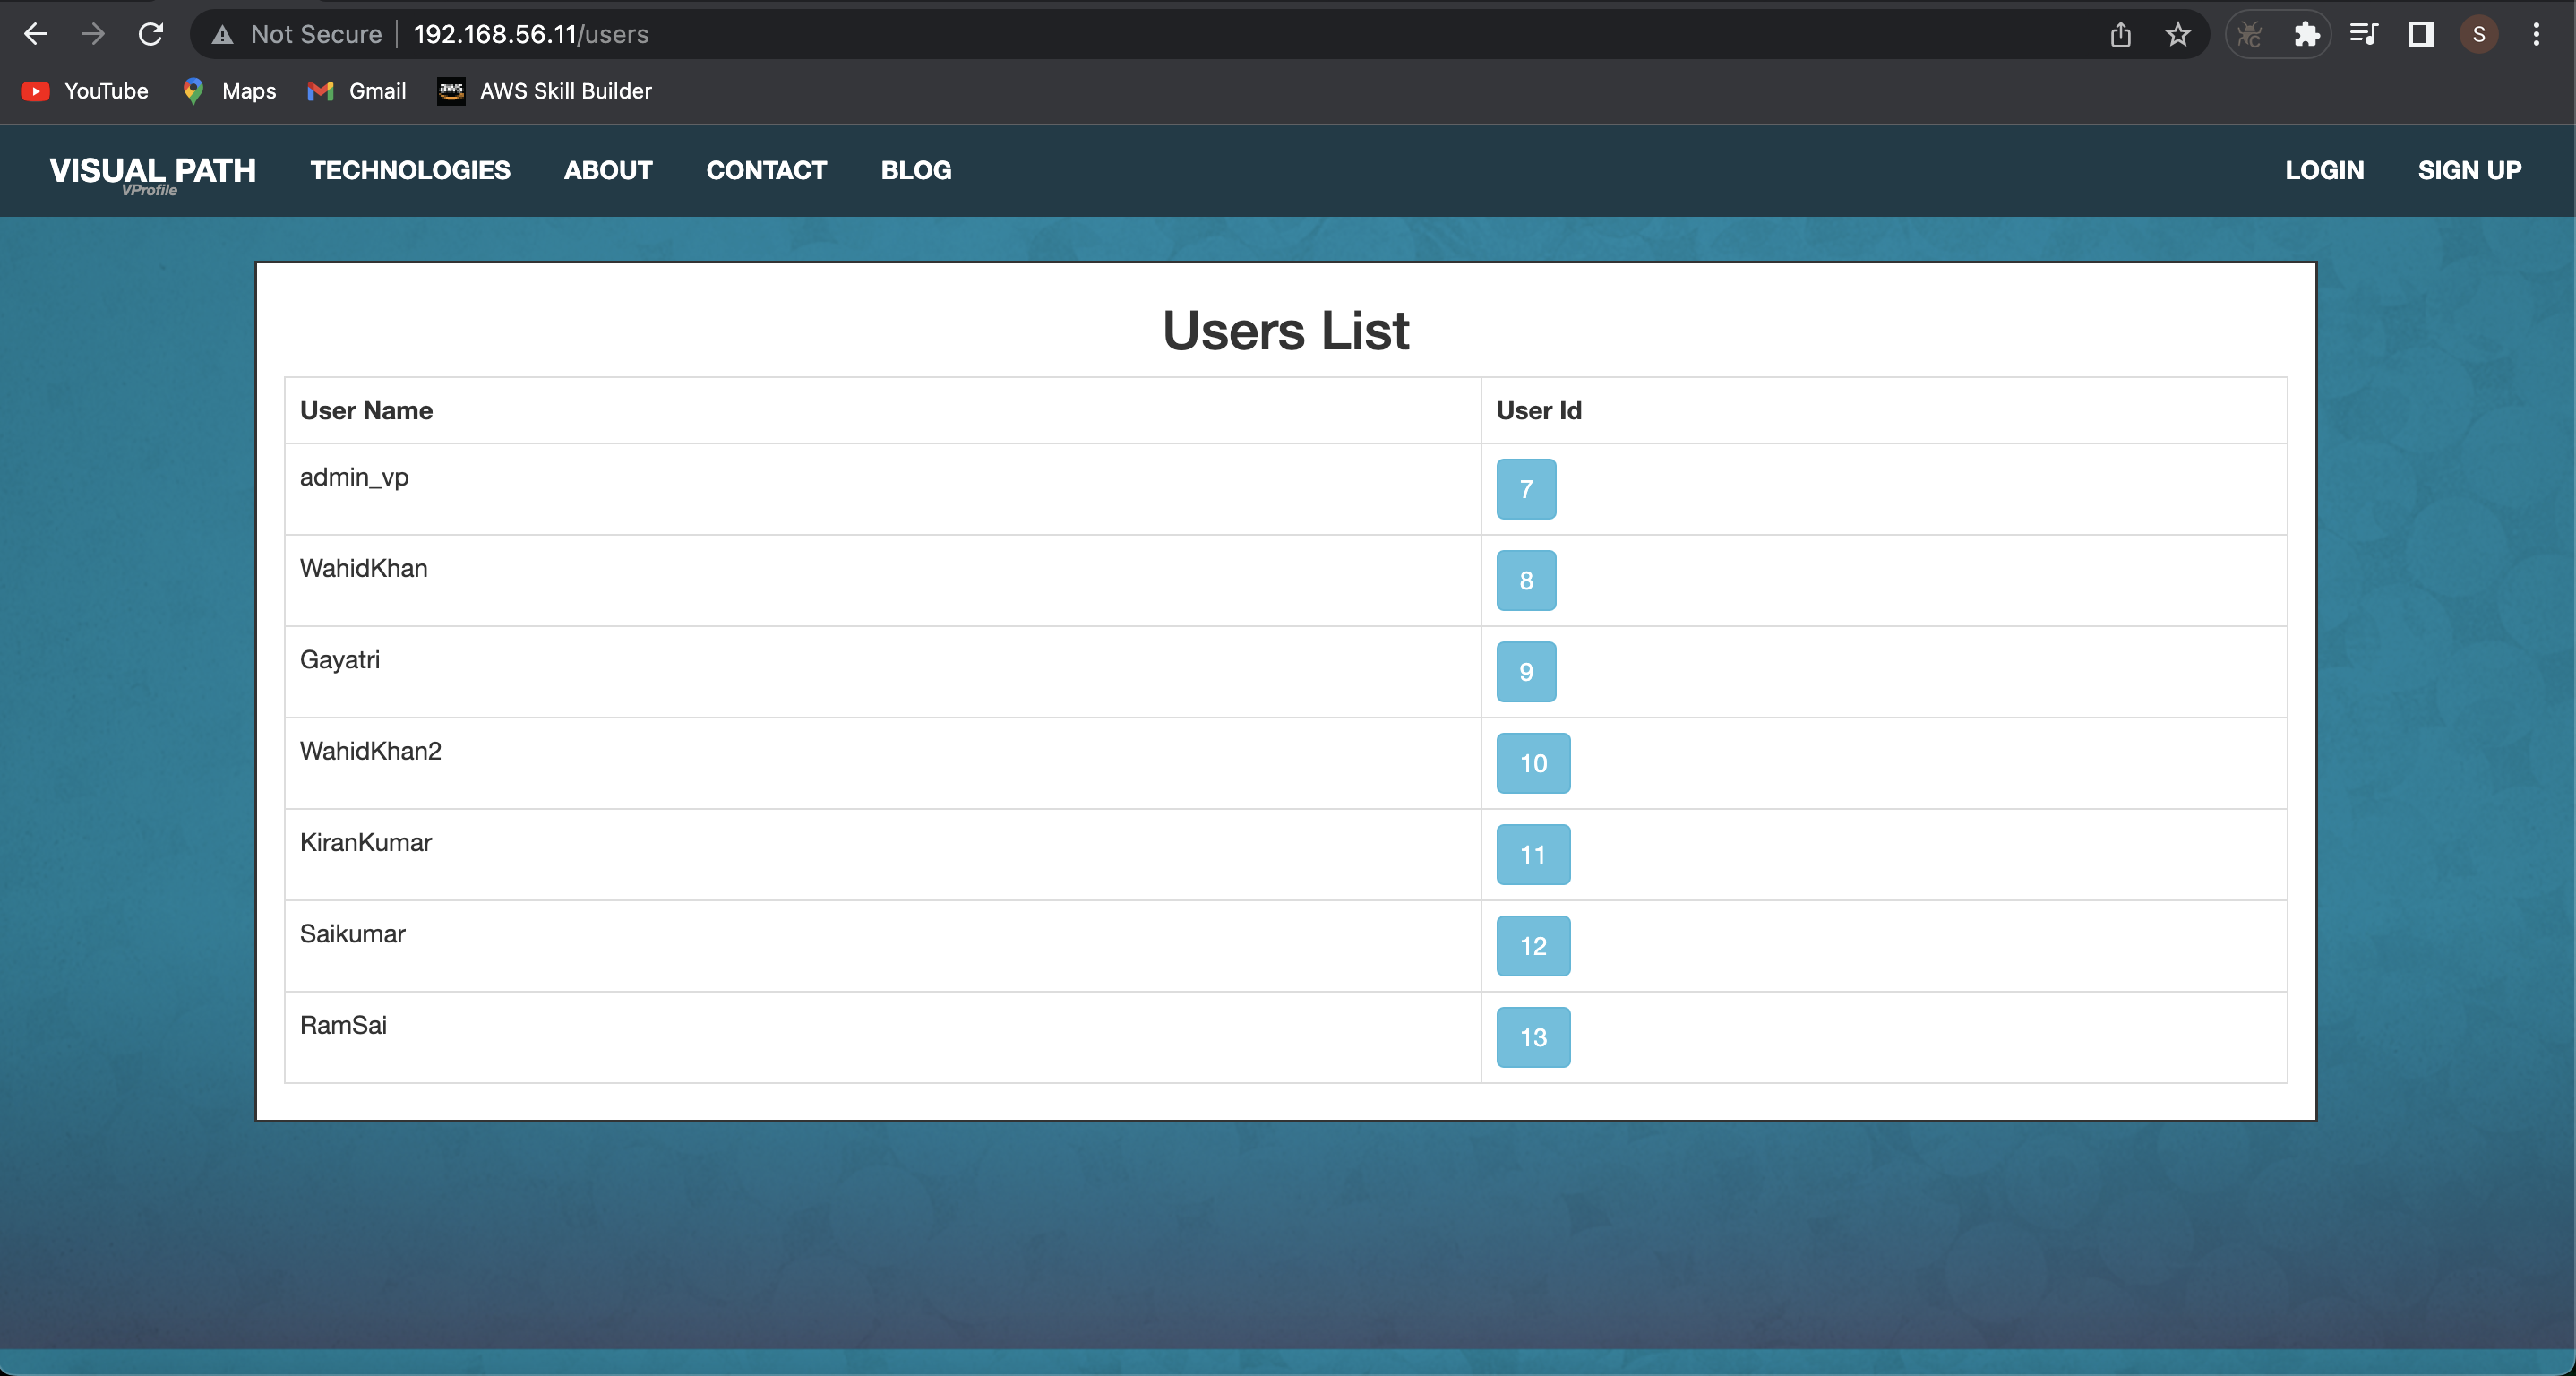 Not Secure 192.168.56.11/users S
YouTube Maps Gmail aws AWS Skill Builder
VISUAL PATH TECHNOLOGIES ABOUT CONTACT BLOG LOGIN SIGN UP
VProfile
Users List
User Name User Id
admin_vp 7
WahidKhan 8
Gayatri 9
WahidKhan2 10
KiranKumar 11
Saikumar 12
RamSai 13